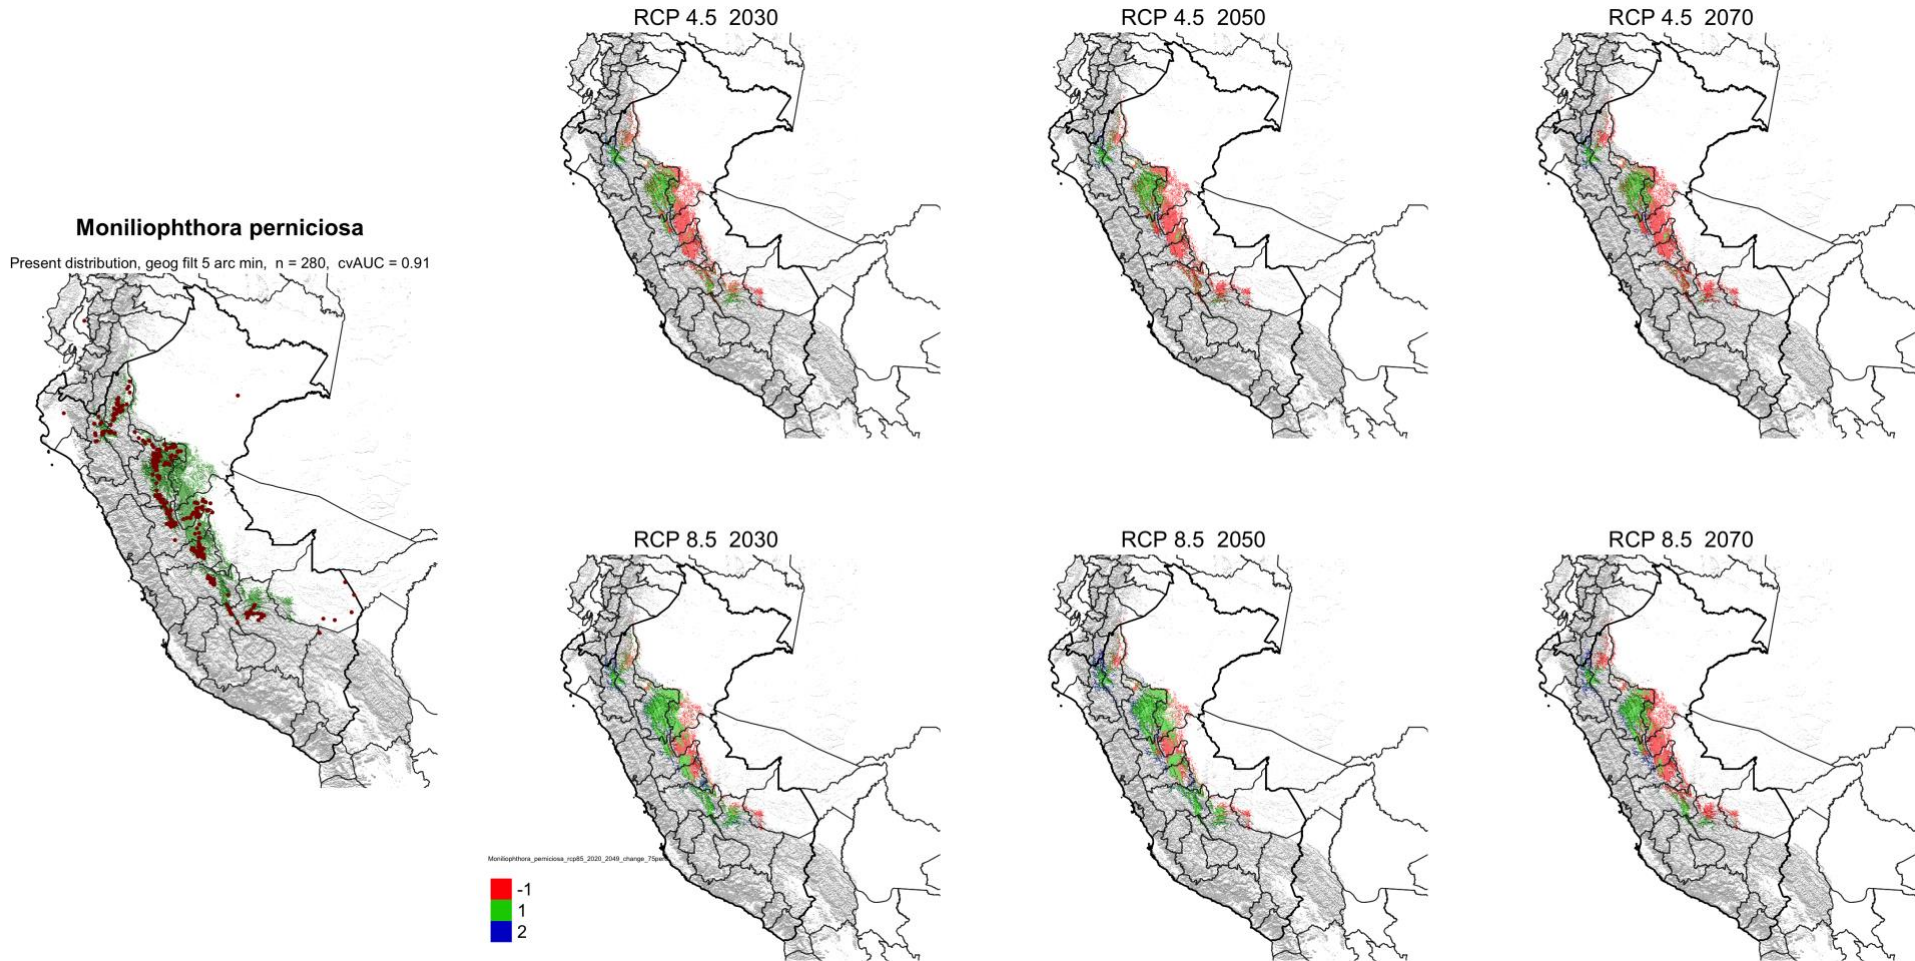 RCP 4.5 2030
RCP 4.5 2050
RCP 4.5 2070
Moniliophthora perniciosa
Present distribution, geog filt 5 arc min, n = 280, cvAUC = 0.91
RCP 8.5 2030
RCP 8.5 2050
RCP 8.5 2070
Moniliophthora_perniciosa_rcp85_2020_2049_change_75perc
-1
1
2